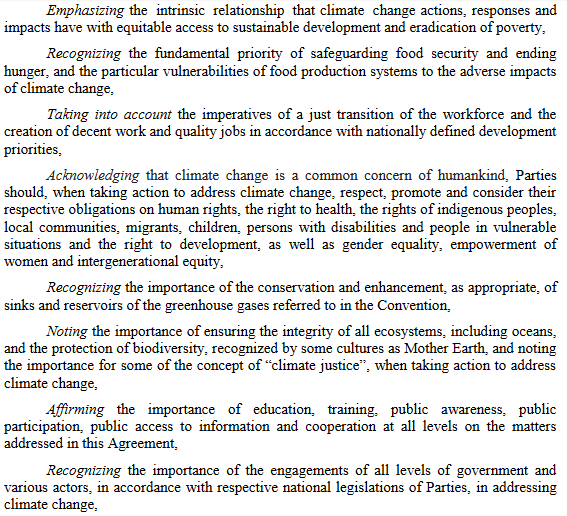 Emphasizing the intrinsic relationship that climate change actions, responses and
impacts have with equitable access to sustainable development and eradication of poverty,
Recognizing the fundamental priority of safeguarding food security and ending
hunger, and the particular vulnerabilities of food production systems to the adverse impacts
of climate change,
Taking into account the imperatives of a just transition of the workforce and the
creation of decent work and quality jobs in accordance with nationally defined development
priorities,
Acknowledging that climate change is a common concern of humankind, Parties
should, when taking action to address climate change, respect, promote and consider their
respective obligations on human rights, the right to health, the rights of indigenous peoples,
local communities, migrants, children, persons with disabilities and people in vulnerable
situations and the right to development, as well as gender equality, empowerment of
women and intergenerational equity,
Recognizing the importance of the conservation and enhancement, as appropriate, of
sinks and reservoirs of the greenhouse gases referred to in the Convention,
Noting the importance of ensuring the integrity of all ecosystems, including oceans,
and the protection of biodiversity, recognized by some cultures as Mother Earth, and noting
the importance for some of the concept of “climate justice”, when taking action to address
climate change,
Affirming the importance of education, training, public awareness, public
participation, public access to information and cooperation at all levels on the matters
addressed in this Agreement,
Recognizing the importance of the engagements of all levels of government and
various actors, in accordance with respective national legislations of Parties, in addressing
climate change,